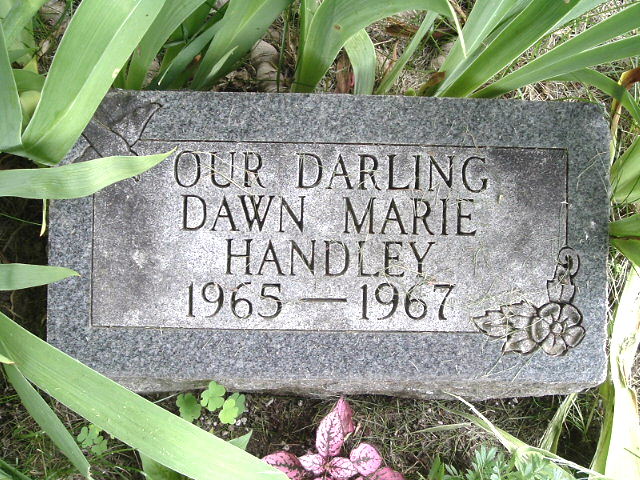 OUR DARLING
DAWN MARIE
HANDLEY
1965 — 1967